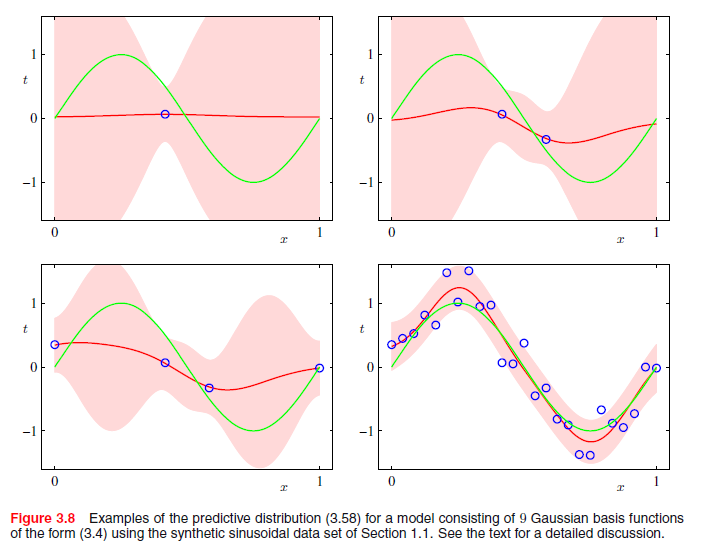 1
t
0
−1
0
x
1
1
t
0
−1
0
x
1
1
t
0
−1
0
x
1
1
t
0
−1
0
x
1
Figure 3.8 Examples of the predictive distribution (3.58) for a model consisting of 9 Gaussian basis functions
of the form (3.4) using the synthetic sinusoidal data set of Section 1.1. See the text for a detailed discussion.